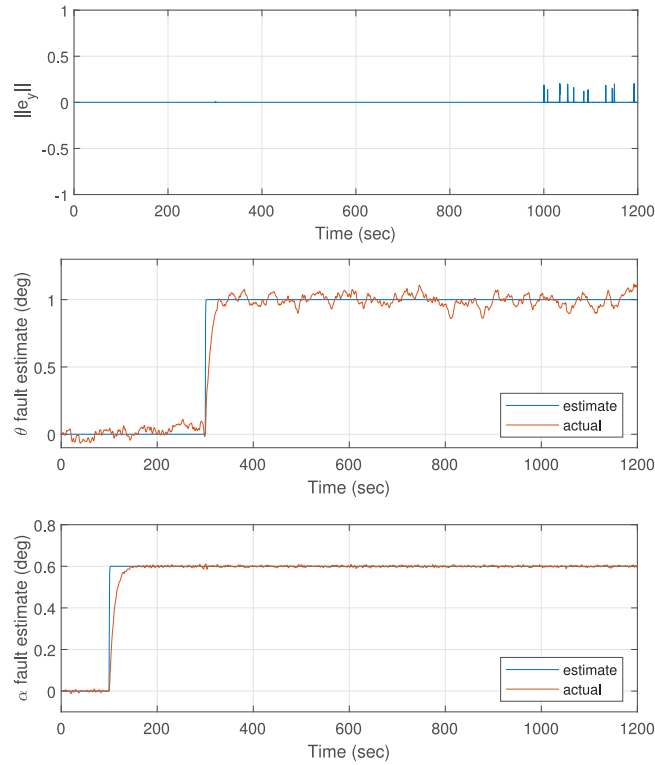 1
0.5
0
-0.5
-1
||e_y||
0 200 400 600 800 1000 1200
Time (sec)
1
0.5
0
θ fault estimate (deg)
estimate
actual
0 200 400 600 800 1000 1200
Time (sec)
0.8
0.6
0.4
0.2
0
α fault estimate (deg)
estimate
actual
0 200 400 600 800 1000 1200
Time (sec)